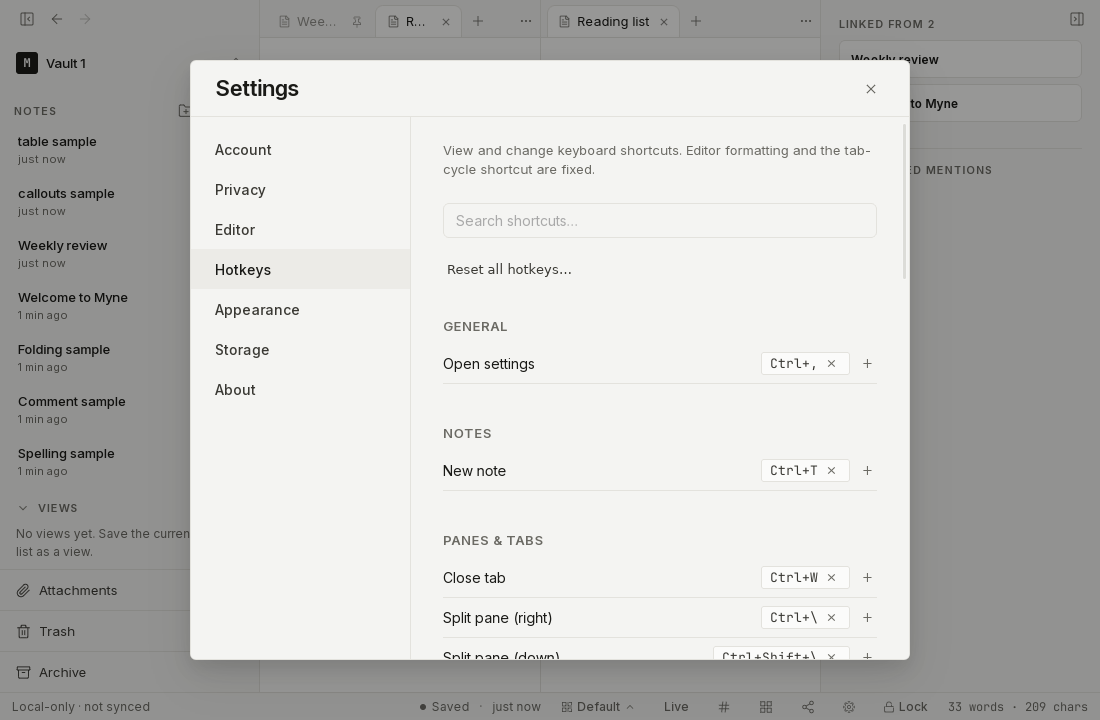 Wee…
R…
Reading list
M Vault 1
NOTES
table sample
just now
callouts sample
just now
Weekly review
just now
Welcome to Myne
1 min ago
Folding sample
1 min ago
Comment sample
1 min ago
Spelling sample
1 min ago
VIEWS
No views yet. Save the curren
list as a view.
Attachments
Trash
Archive
Settings
Account
Privacy
Editor
Hotkeys
Appearance
Storage
About
View and change keyboard shortcuts. Editor formatting and the tab-
cycle shortcut are fixed.
Search shortcuts…
Reset all hotkeys…
GENERAL
Open settings Ctrl+,
NOTES
New note Ctrl+T
PANES & TABS
Close tab Ctrl+W
Split pane (right) Ctrl+\
Split pane (down) Ctrl+Shift+\
LINKED FROM 2
Weekly review
to Myne
ED MENTIONS
Local-only · not synced
Saved · just now
Default
Live
Lock
33 words · 209 chars